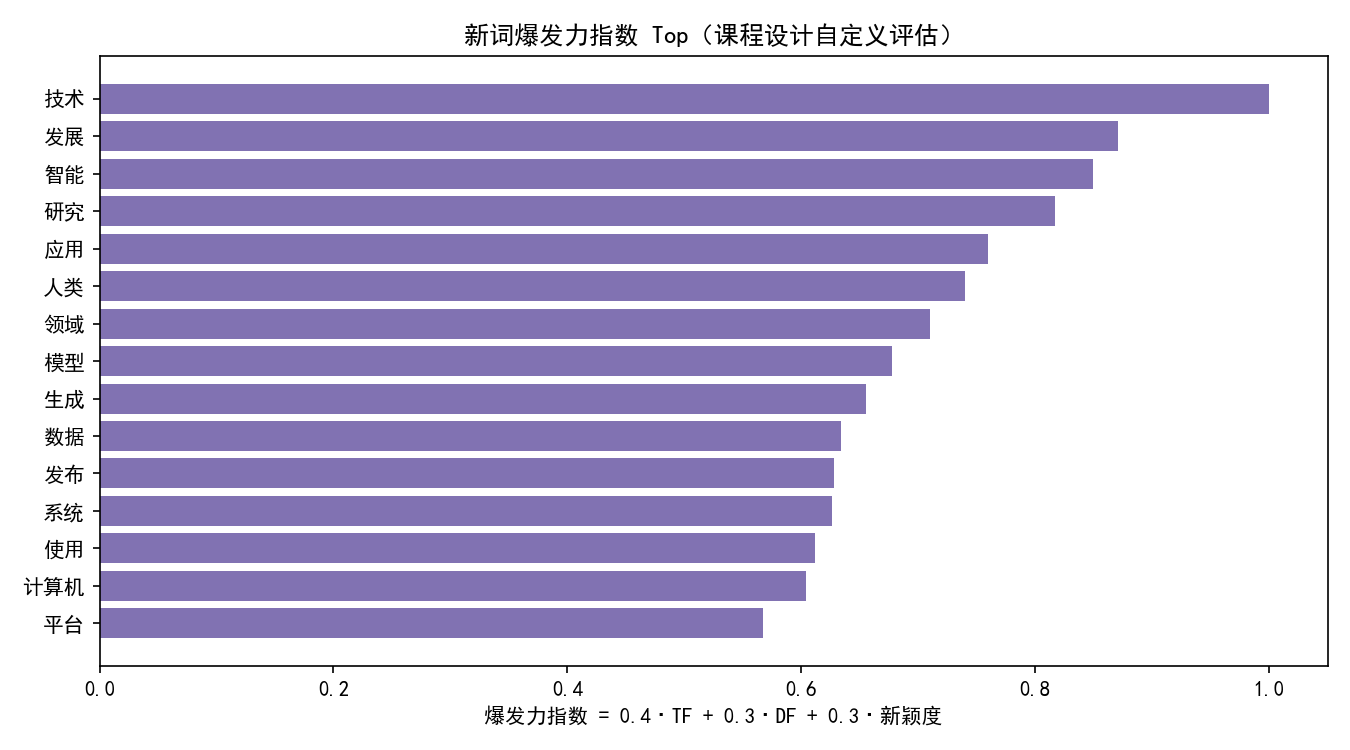 新词爆发力指数 Top（课程设计自定义评估）
技术
发展
智能
研究
应用
人类
领域
模型
生成
数据
发布
系统
使用
计算机
平台
0.0 0.2 0.4 0.6 0.8 1.0
爆发力指数 = 0.4·TF + 0.3·DF + 0.3·新颖度